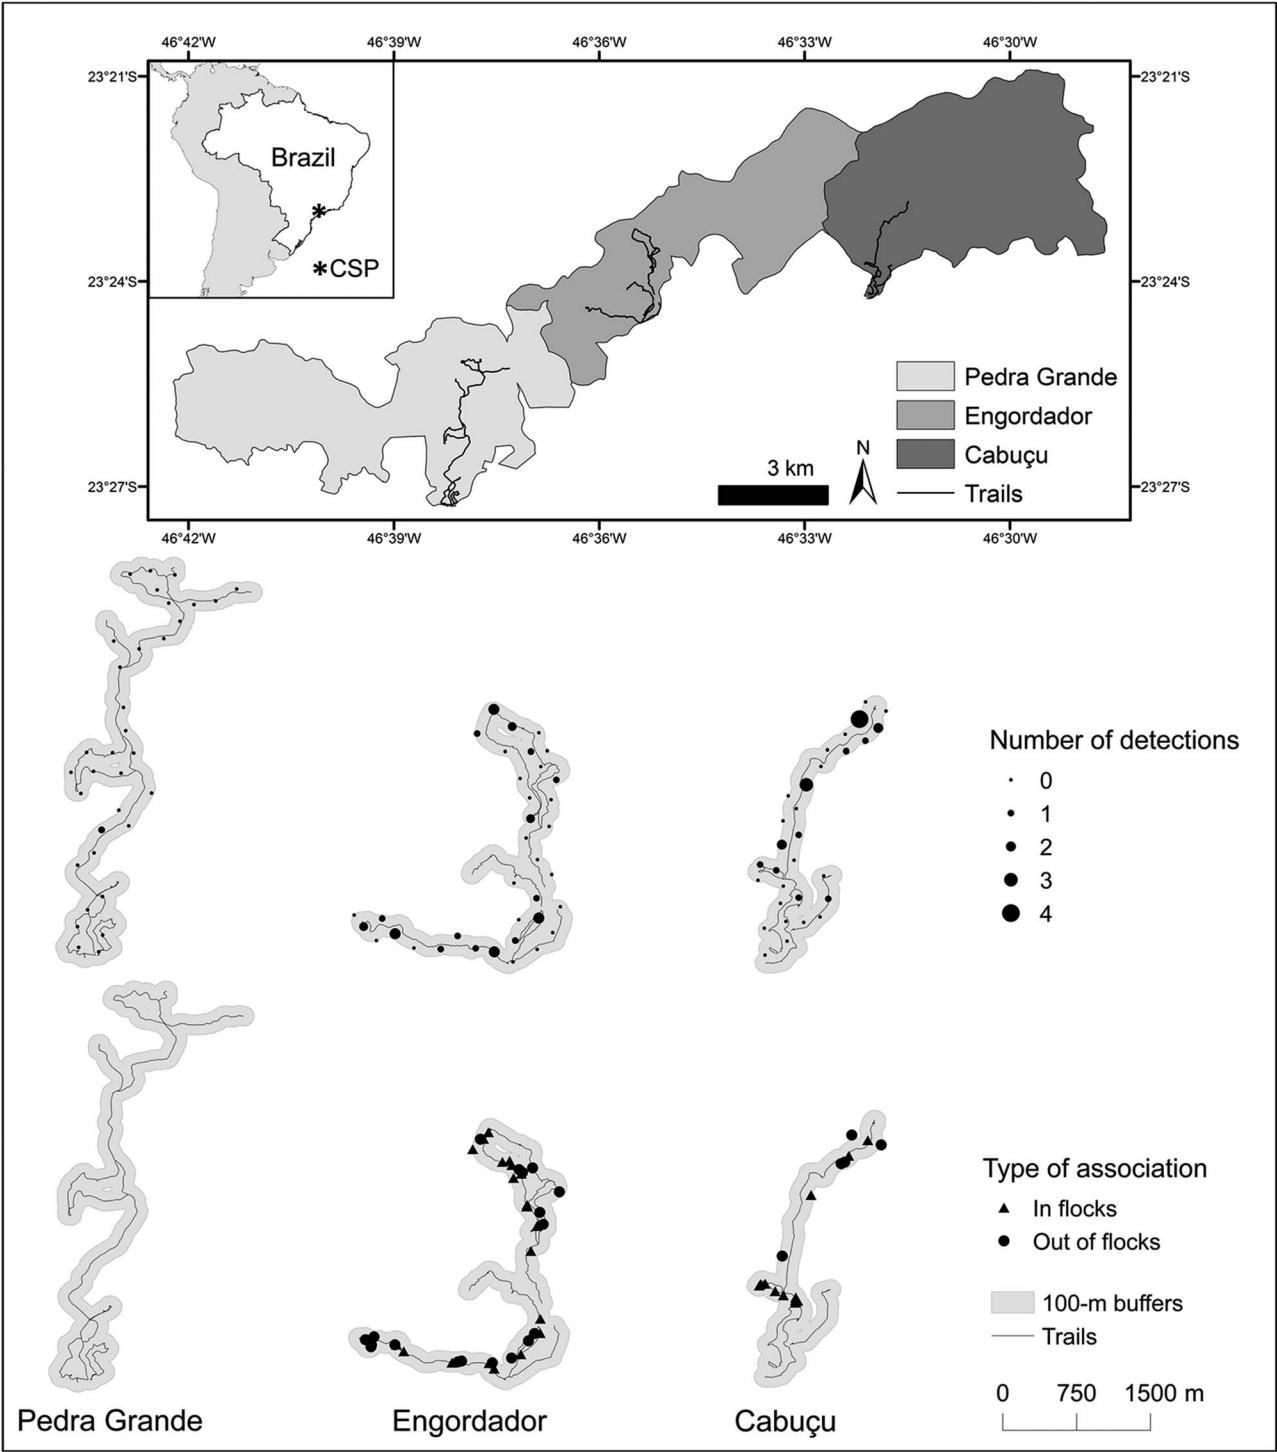 46°42'W 46°39'W 46°36'W 46°33'W 46°30'W
23°21'S 23°21'S
Brazil
*CSP
23°24'S 23°24'S
Pedra Grande
Engordador
Cabuçu
Trails
3 km
N
23°27'S 23°27'S
46°42'W 46°39'W 46°36'W 46°33'W 46°30'W
Number of detections
0
1
2
3
4
Type of association
In flocks
Out of flocks
100-m buffers
Trails
0 750 1500 m
Pedra Grande Engordador Cabuçu